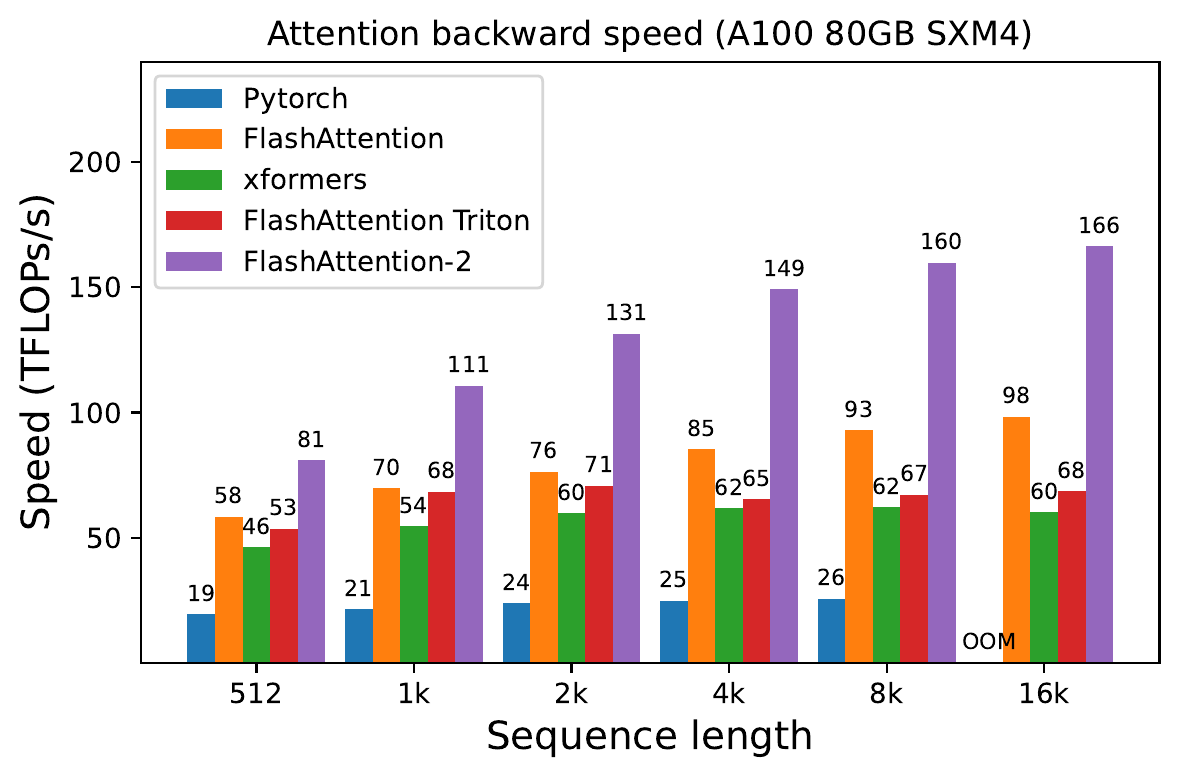 Attention backward speed (A100 80GB SXM4)
Pytorch
FlashAttention
xformers
FlashAttention Triton
FlashAttention-2
Speed (TFLOPs/s)
200
150
100
50
19 58 46 53 81
21 70 54 68 111
24 76 60 71 131
25 85 62 65 149
26 93 62 67 160
OOM 98 60 68 166
512 1k 2k 4k 8k 16k
Sequence length